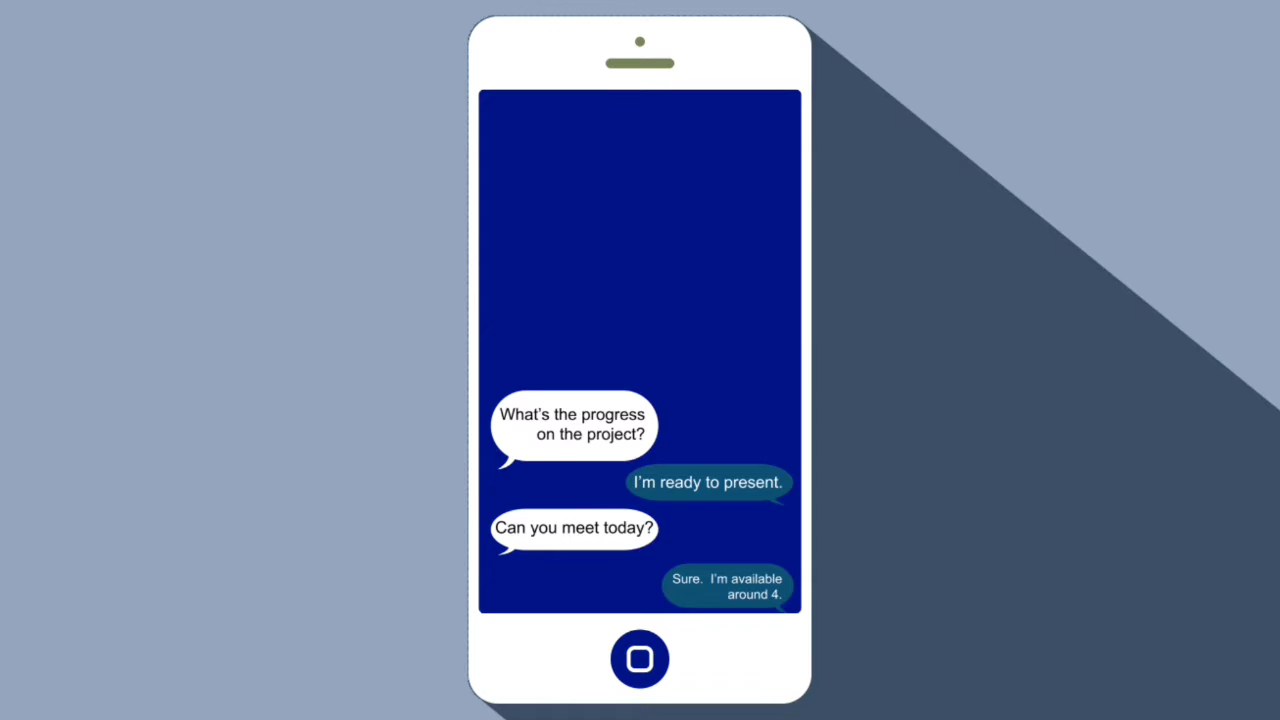 What’s the progress
on the project?
I’m ready to present.
Can you meet today?
Sure.  I’m available
around 4.